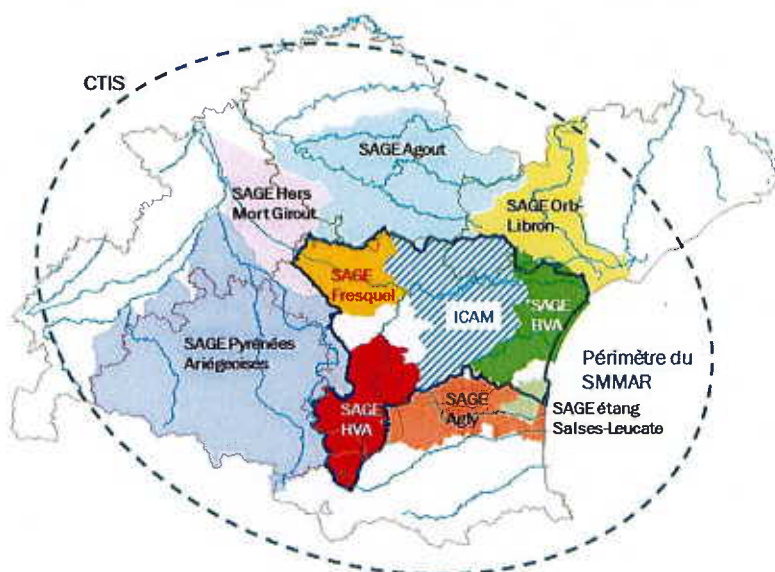 CTIS
SAGE Agout
SAGE Hers
Mort Girout
SAGE Orb-
Libron
SAGE
Fresquel
ICAM
SAGE
BVA
SAGE Pyrénées
Ariégeoises
Périmètre du
SMMAR
SAGE
HVA
SAGE
Agly
SAGE étang
Salses-Leucate